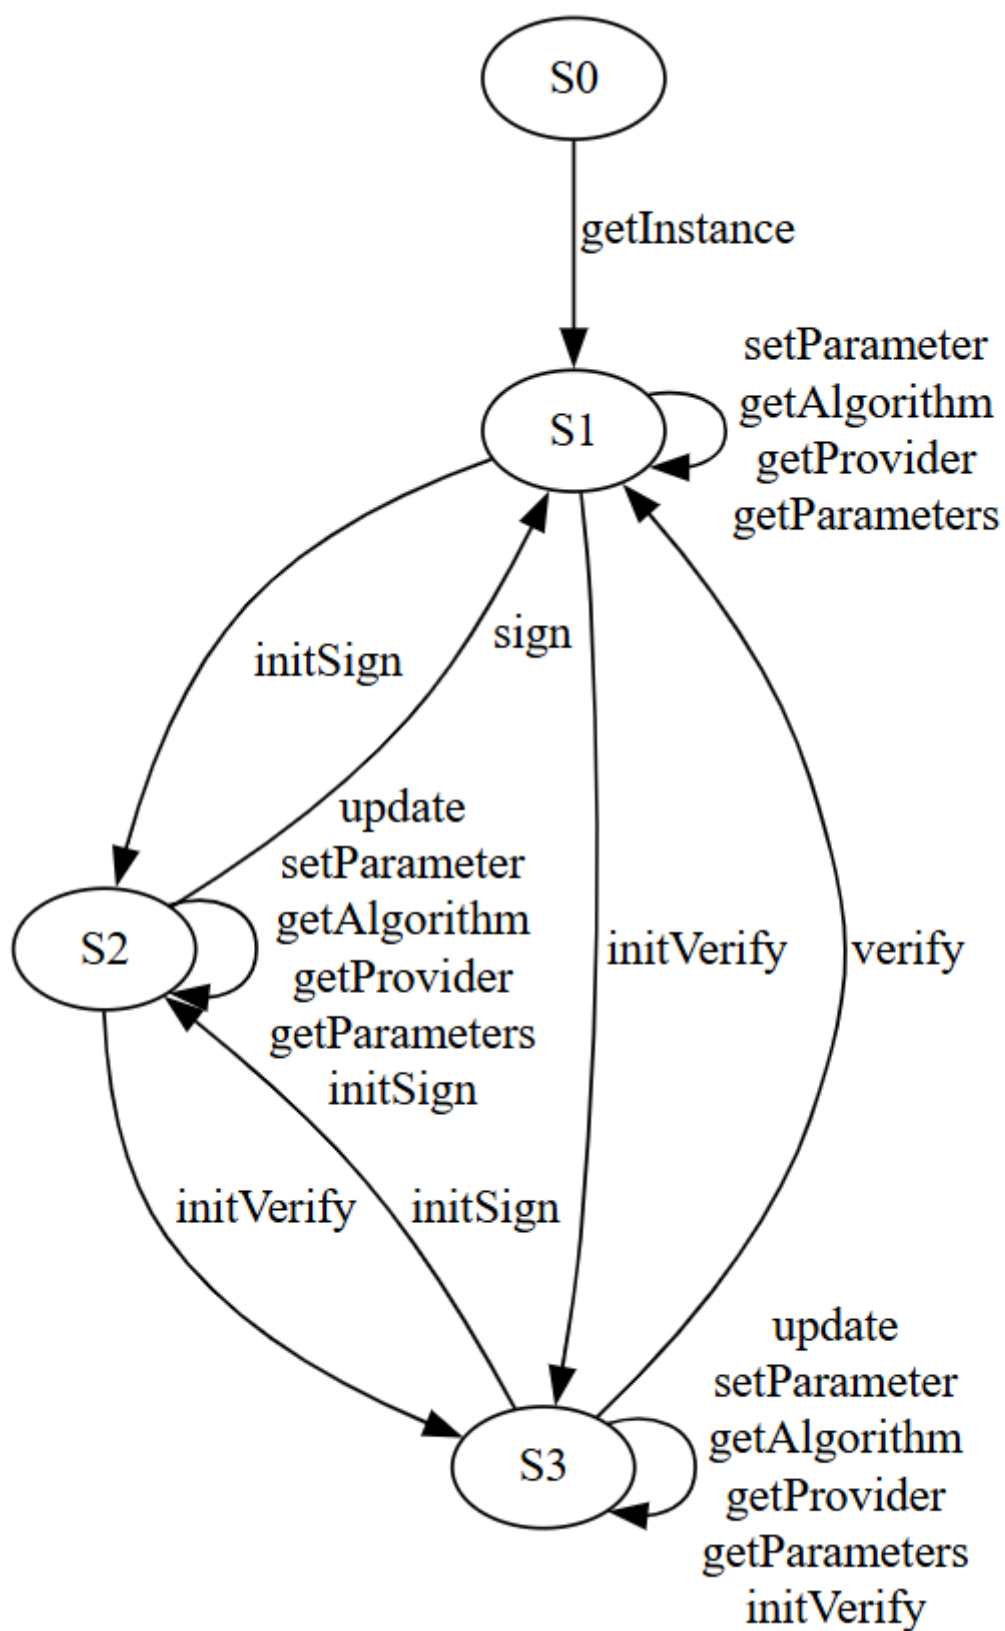 S0
getInstance
setParameter
getAlgorithm
getProvider
getParameters
S1
initSign
sign
update
setParameter
getAlgorithm
getProvider
getParameters
initSign
S2
initVerify
verify
initVerify
initSign
update
setParameter
getAlgorithm
getProvider
getParameters
initVerify
S3